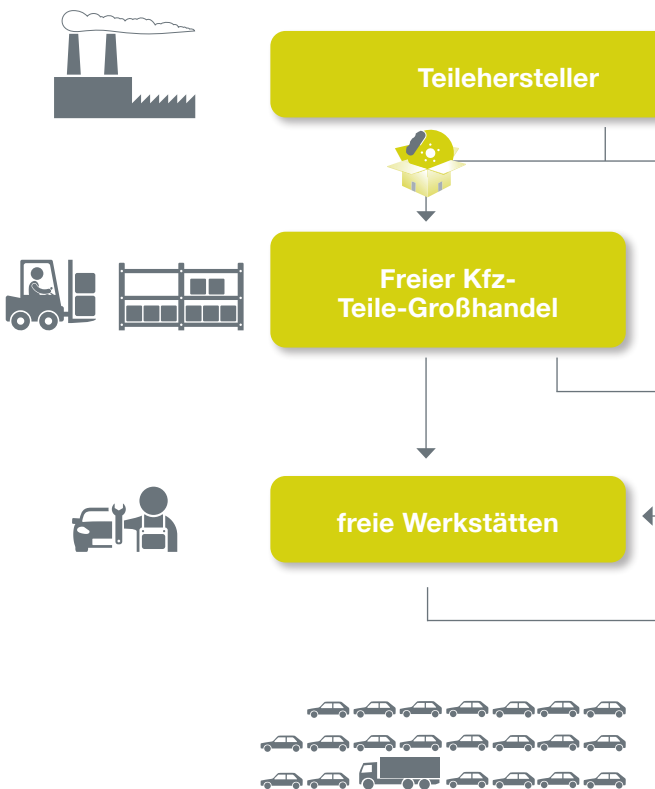 Teilehersteller
Freier Kfz-
Teile-Großhandel
freie Werkstätten